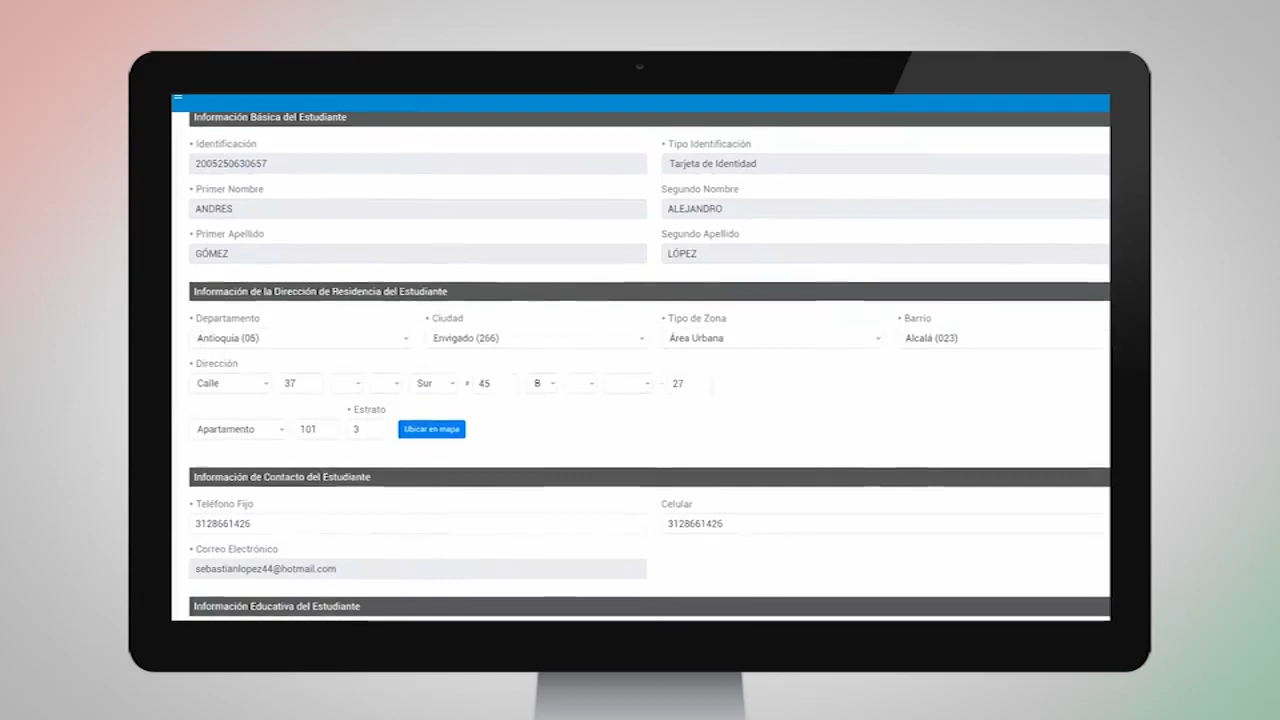 Información Básica del Estudiante
• Identificación • Tipo Identificación
2005250630657 Tarjeta de Identidad
• Primer Nombre Segundo Nombre
ANDRES ALEJANDRO
• Primer Apellido Segundo Apellido
GÓMEZ LÓPEZ
Información de la Dirección de Residencia del Estudiante
• Departamento • Ciudad • Tipo de Zona • Barrio
Antioquia (05) Envigado (266) Área Urbana Alcalá (023)
• Dirección
Calle 37 Sur # 45 B - 27
• Estrato
Apartamento 101 3 Ubicar en mapa
Información de Contacto del Estudiante
• Teléfono Fijo Celular
3128661426 3128661426
• Correo Electrónico
sebastianlopez44@hotmail.com
Información Educativa del Estudiante